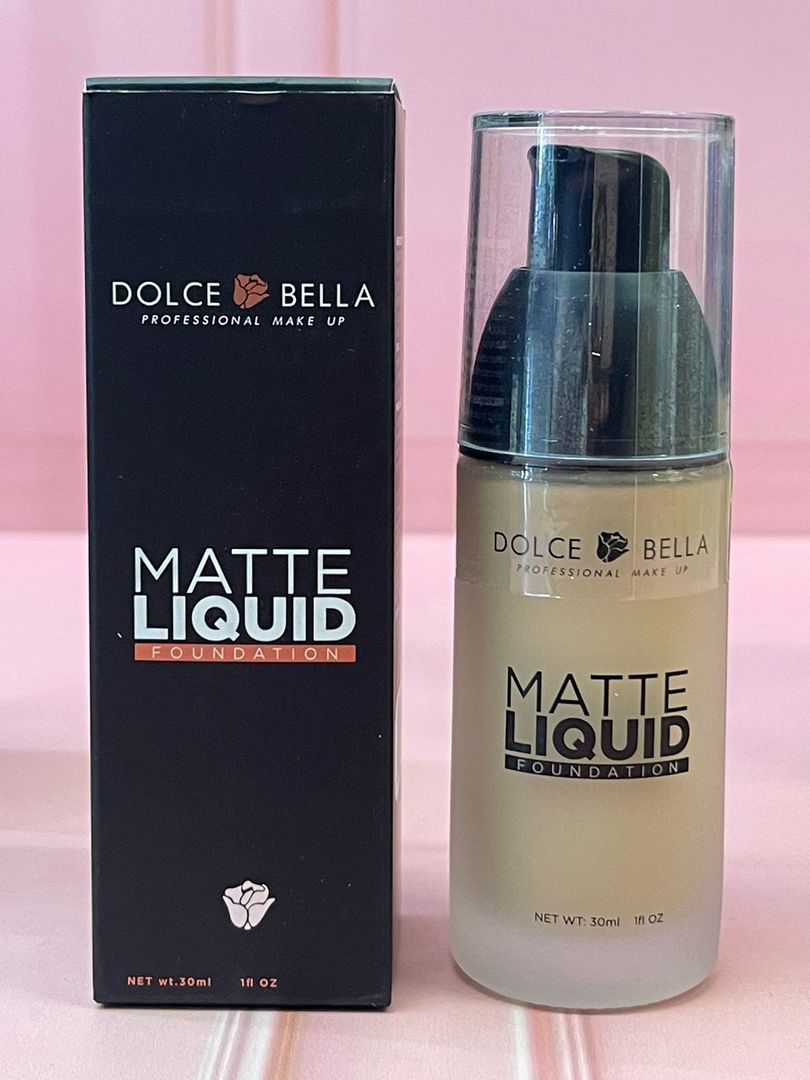 DOLCE BELLA
PROFESSIONAL MAKE UP
MATTE
LIQUID
FOUNDATION
NET wt.30ml 1fl OZ
DOLCE BELLA
PROFESSIONAL MAKE UP
MATTE
LIQUID
FOUNDATION
NET WT: 30ml 1fl OZ